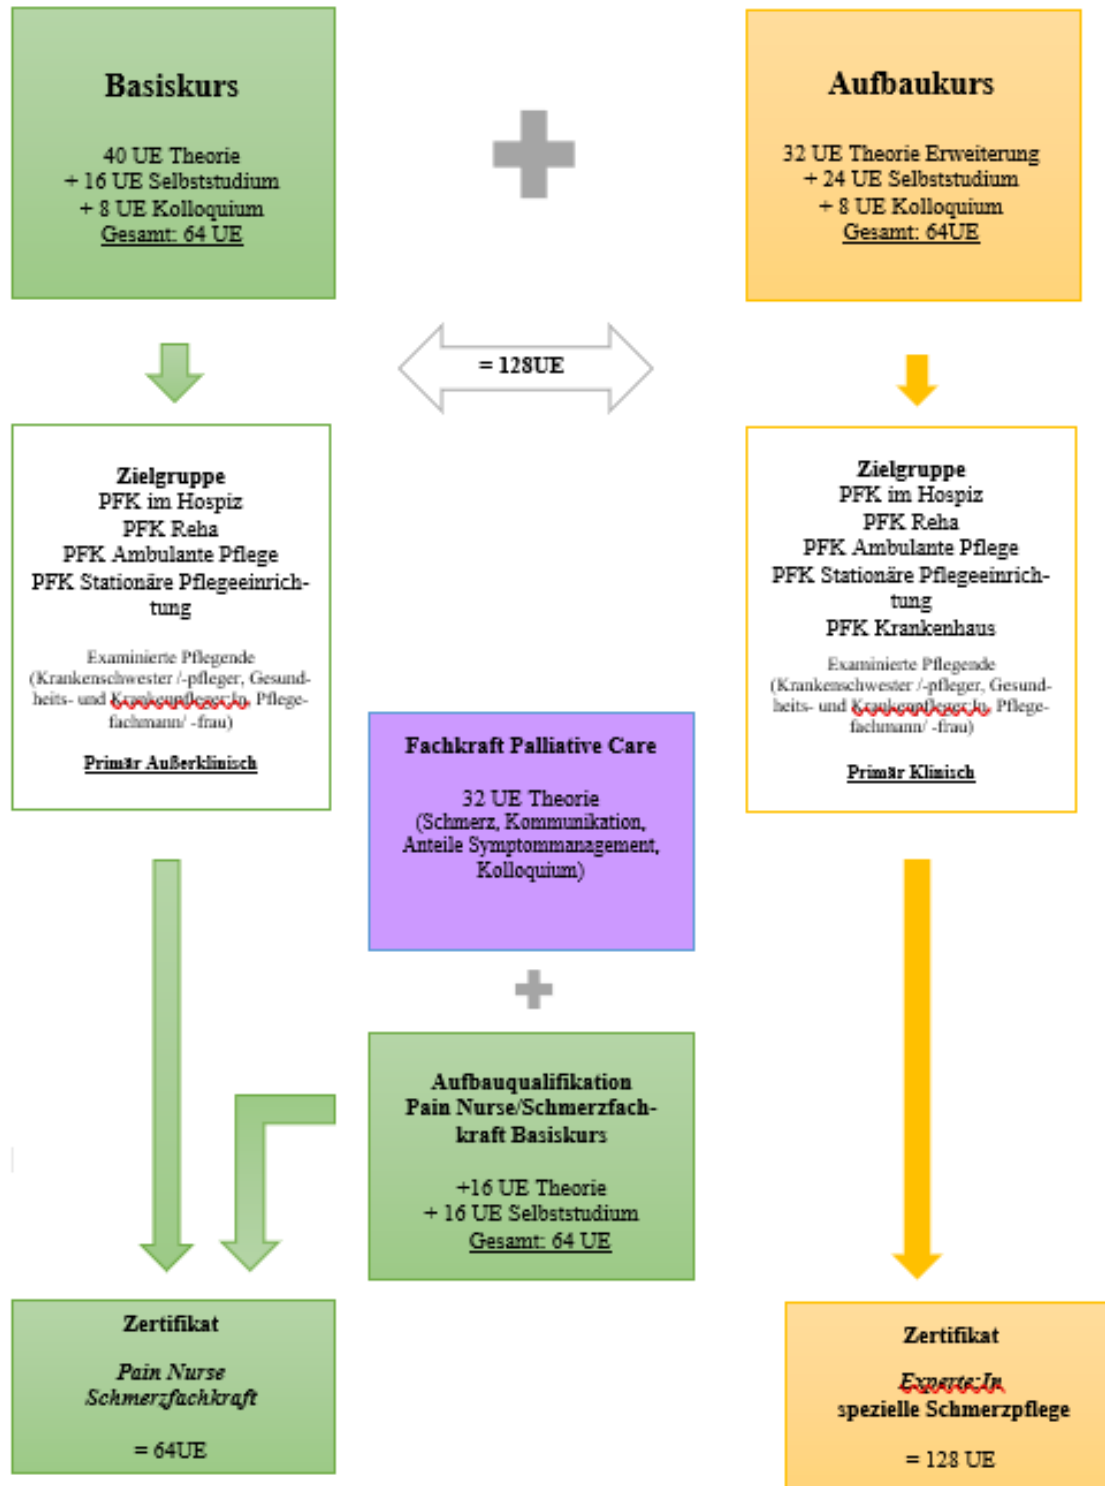 Basiskurs
40 UE Theorie
+ 16 UE Selbststudium
+ 8 UE Kolloquium
Gesamt: 64 UE
Aufbaukurs
32 UE Theorie Erweiterung
+ 24 UE Selbststudium
+ 8 UE Kolloquium
Gesamt: 64UE
= 128UE
Zielgruppe
PFK im Hospiz
PFK Reha
PFK Ambulante Pflege
PFK Stationäre Pflegeeinrich-
tung
Examinierte Pflegende
(Krankenschwester /-pfleger, Gesund-
heits- und Krankenpfleger:In, Pflege-
fachmann/ -frau)
Primär Außerklinisch
Zielgruppe
PFK im Hospiz
PFK Reha
PFK Ambulante Pflege
PFK Stationäre Pflegeeinrich-
tung
PFK Krankenhaus
Examinierte Pflegende
(Krankenschwester /-pfleger, Gesund-
heits- und Krankenpfleger:In, Pflege-
fachmann/ -frau)
Primär Klinisch
Fachkraft Palliative Care
32 UE Theorie
(Schmerz, Kommunikation,
Anteile Symptommanagement,
Kolloquium)
Aufbauqualifikation
Pain Nurse/Schmerzfach-
kraft Basiskurs
+16 UE Theorie
+ 16 UE Selbststudium
Gesamt: 64 UE
Zertifikat
Pain Nurse
Schmerzfachkraft
= 64UE
Zertifikat
Experte:In
spezielle Schmerzpflege
= 128 UE